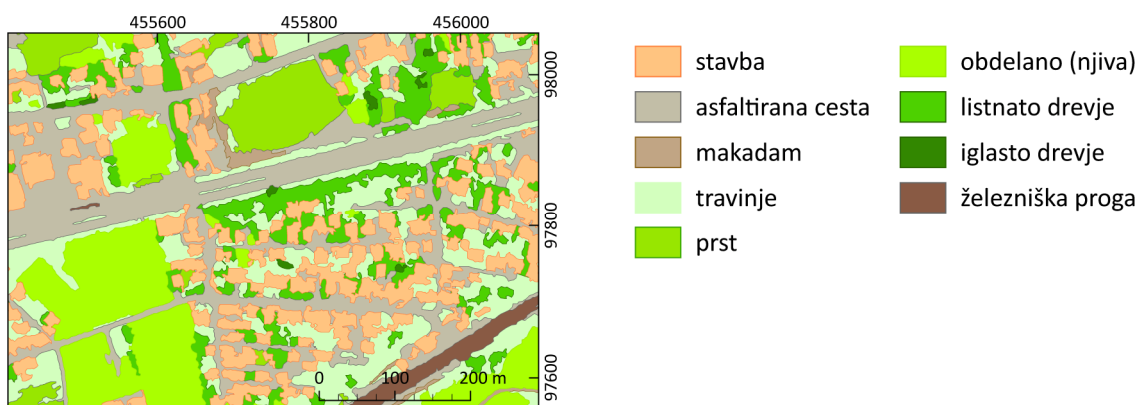 455600 455800 456000
98000
97800
97600
0 100 200 m
stavba
asfaltirana cesta
makadam
travinje
prst
obdelano (njiva)
listnato drevje
iglasto drevje
železniška proga